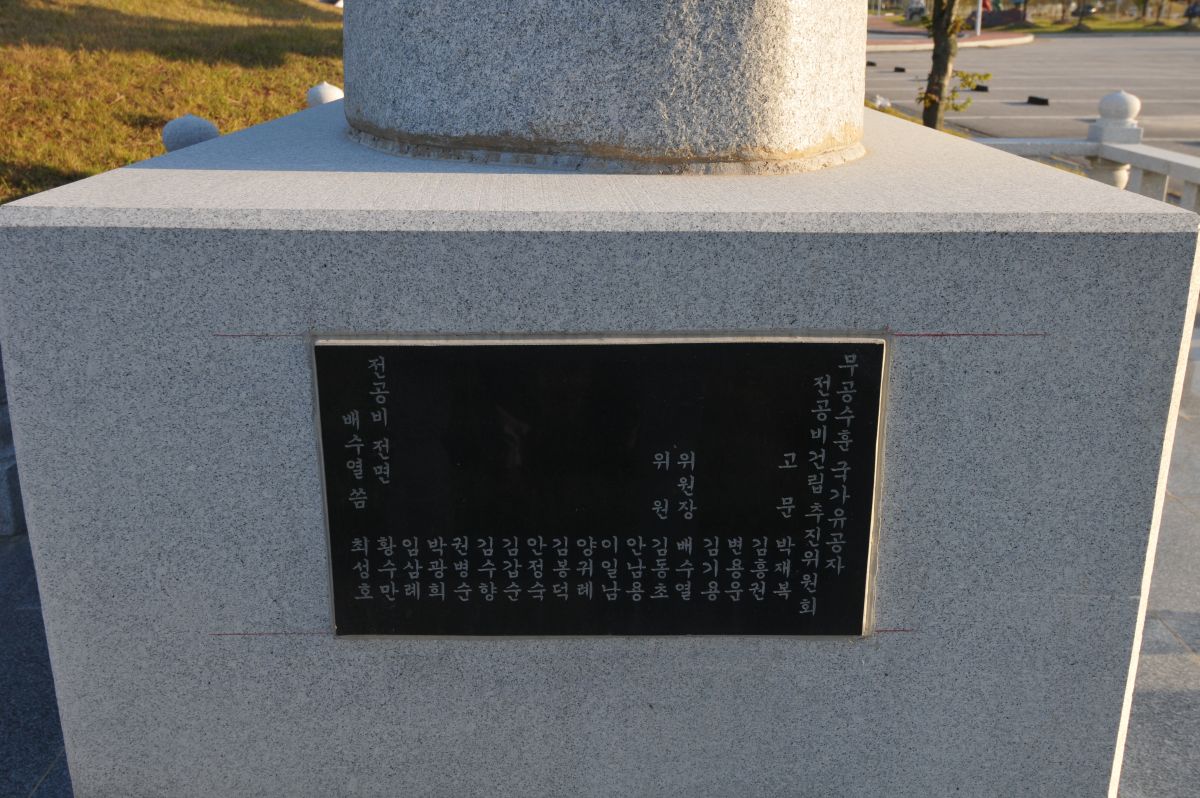 무공수훈 국가유공자
전공비건립 추진위원회
고 문 박재복
김흥권
변용운
김기용
위원장 배수열
위 원 김동초
안남용
이일남
양귀례
김봉덕
안정숙
김갑순
김수향
권병순
박광희
임삼례
황수만
최성호
전공비 전면
배수열 씀